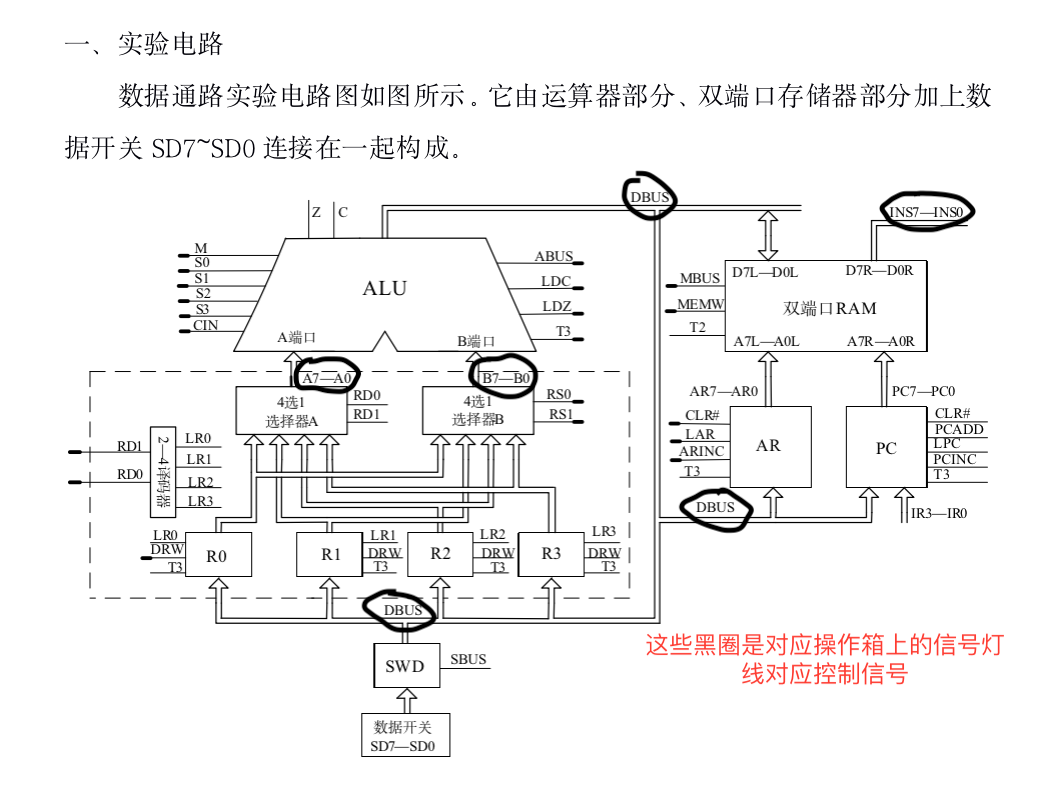 一、实验电路
数据通路实验电路图如图所示。它由运算器部分、双端口存储器部分加上数
据开关 SD7~SD0 连接在一起构成。
DBUS
Z C
INS7—INS0
M
S0
S1
S2
S3
CIN
ALU
A端口
B端口
ABUS
LDC
LDZ
T3
MBUS
MEMW
T2
D7L—D0L
D7R—D0R
双端口RAM
A7L—A0L
A7R—A0R
A7—A0
B7—B0
4选1
选择器A
RD0
RD1
4选1
选择器B
RS0
RS1
AR7—AR0
PC7—PC0
CLR#
LAR
ARINC
T3
AR
PC
CLR#
PCADD
LPC
PCINC
T3
RD1
RD0
2—4译码器
LR0
LR1
LR2
LR3
DBUS
IR3—IR0
LR0
DRW
T3
R0
R1
LR1
DRW
T3
R2
LR2
DRW
T3
R3
LR3
DRW
T3
DBUS
SWD
SBUS
数据开关
SD7—SD0
这些黑圈是对应操作箱上的信号灯
线对应控制信号